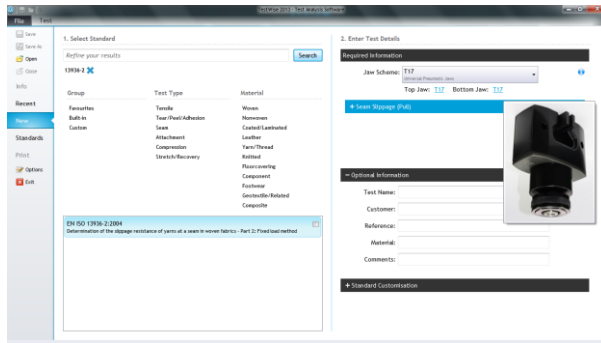 TestWise 2013 - Test Analysis Software
File Test
Save
Save As
Open
Close
Info
Recent
New
Standards
Print
Options
Exit
1. Select Standard
Refine your results
Search
13936-2
Group Test Type Material
Favourites Tensile Woven
Built-in Tear/Peel/Adhesion Nonwoven
Custom Seam Coated/Laminated
Attachment Leather
Compression Yarn/Thread
Stretch/Recovery Knitted
Floorcovering
Component
Footwear
Geotextile/Related
Composite
EN ISO 13936-2:2004
Determination of the slippage resistance of yarns at a seam in woven fabrics - Part 2: Fixed load method
2. Enter Test Details
Required Information
Jaw Scheme: T17
Universal Pneumatic Jaws
Top Jaw: T17 Bottom Jaw: T17
+ Seam Slippage (Pull)
− Optional Information
Test Name:
Customer:
Reference:
Material:
Comments:
+ Standard Customisation